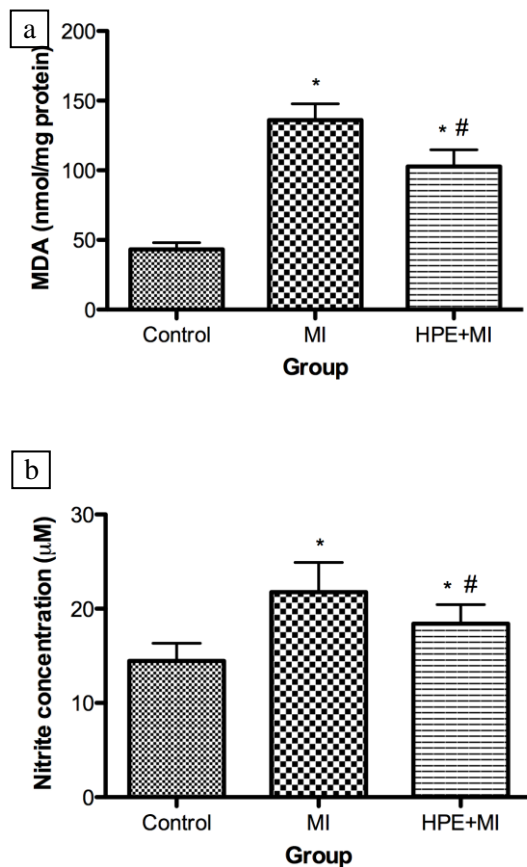 a
MDA (nmol/mg protein)
200
150
100
50
0
*
* #
Control MI HPE+MI
Group
b
Nitrite concentration (μM)
30
20
10
0
*
* #
Control MI HPE+MI
Group